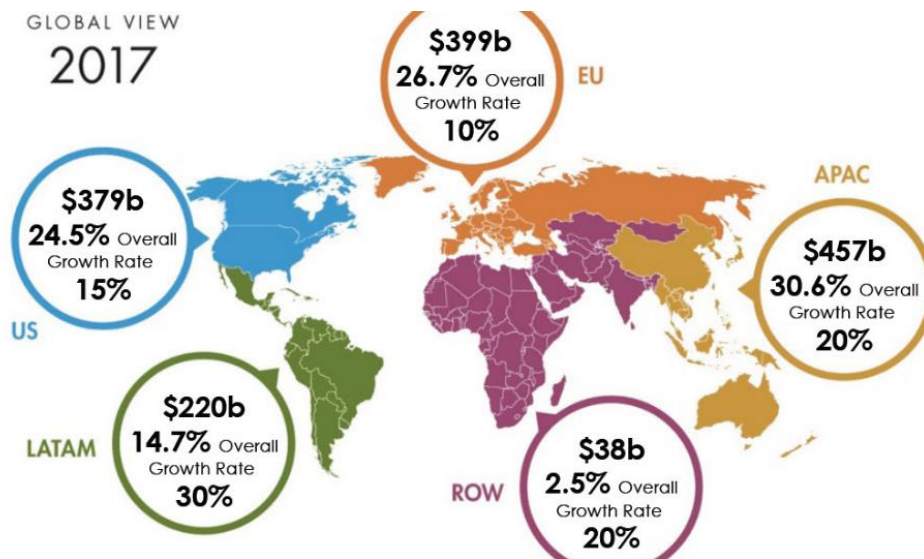 GLOBAL VIEW
2017
$399b
26.7% Overall
Growth Rate
10%
EU
$379b
24.5% Overall
Growth Rate
15%
US
APAC
$457b
30.6% Overall
Growth Rate
20%
LATAM
$220b
14.7% Overall
Growth Rate
30%
ROW
$38b
2.5% Overall
Growth Rate
20%